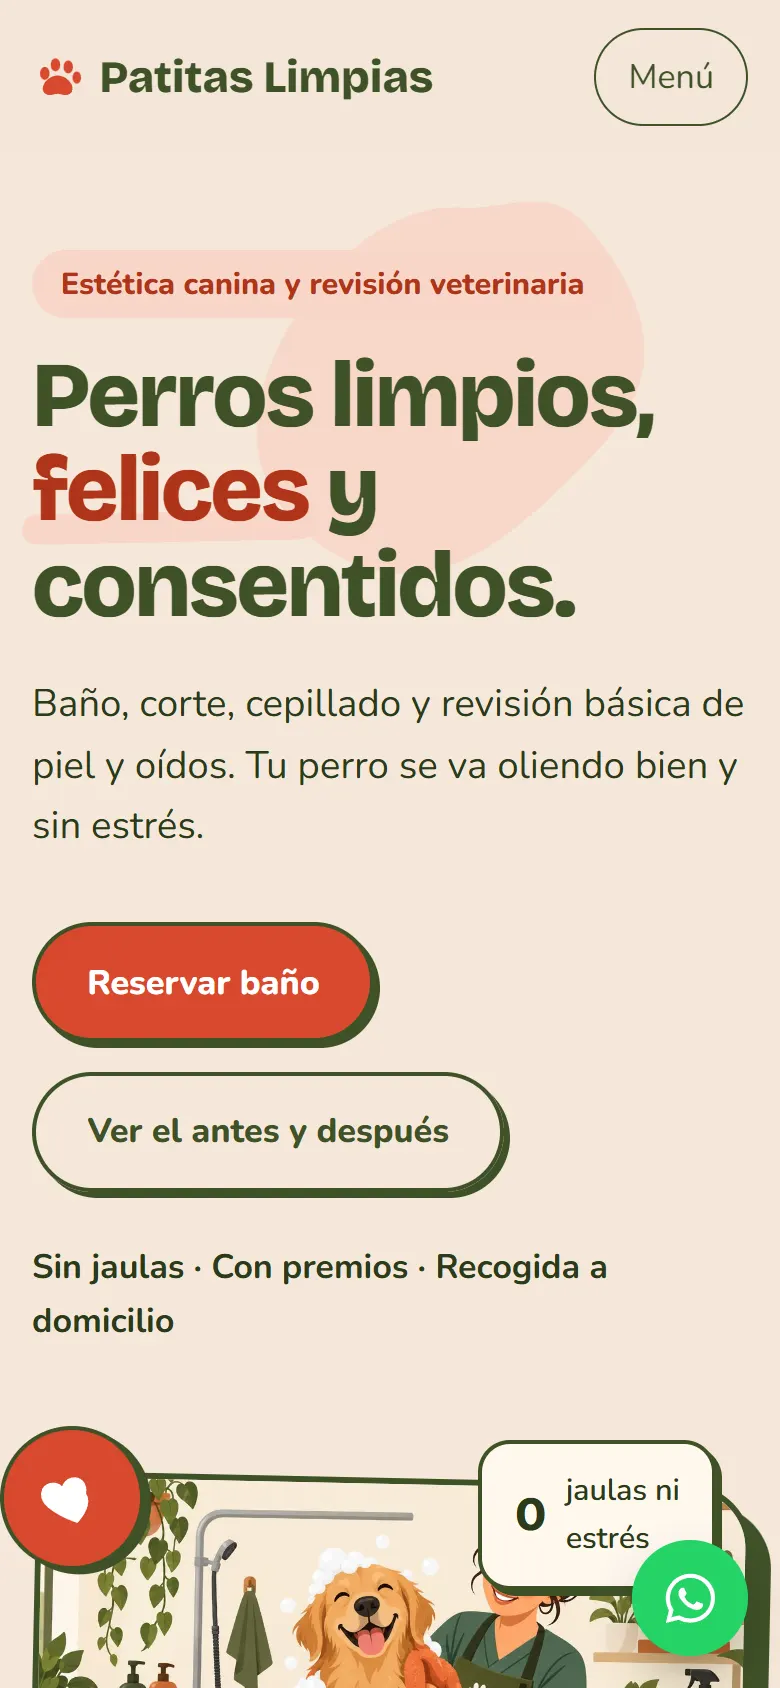 Patitas Limpias
Menú
Estética canina y revisión veterinaria
Perros limpios,
felices y
consentidos.
Baño, corte, cepillado y revisión básica de
piel y oídos. Tu perro se va oliendo bien y
sin estrés.
Reservar baño
Ver el antes y después
Sin jaulas · Con premios · Recogida a
domicilio
0 jaulas ni
estrés